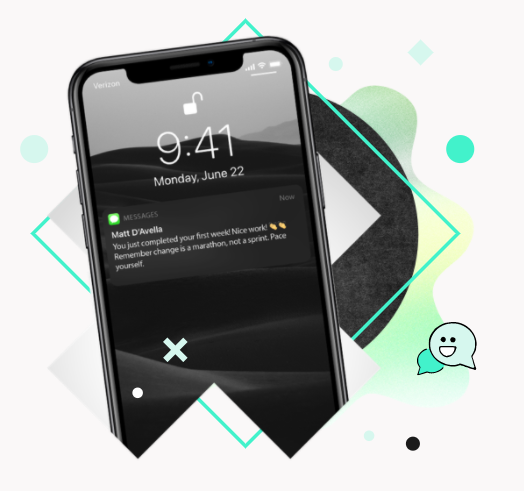 Verizon
9:41
Monday, June 22
MESSAGES
Now
Matt D'Avella
You just completed your first week! Nice work! 👏👏
Remember change is a marathon, not a sprint. Pace
yourself.